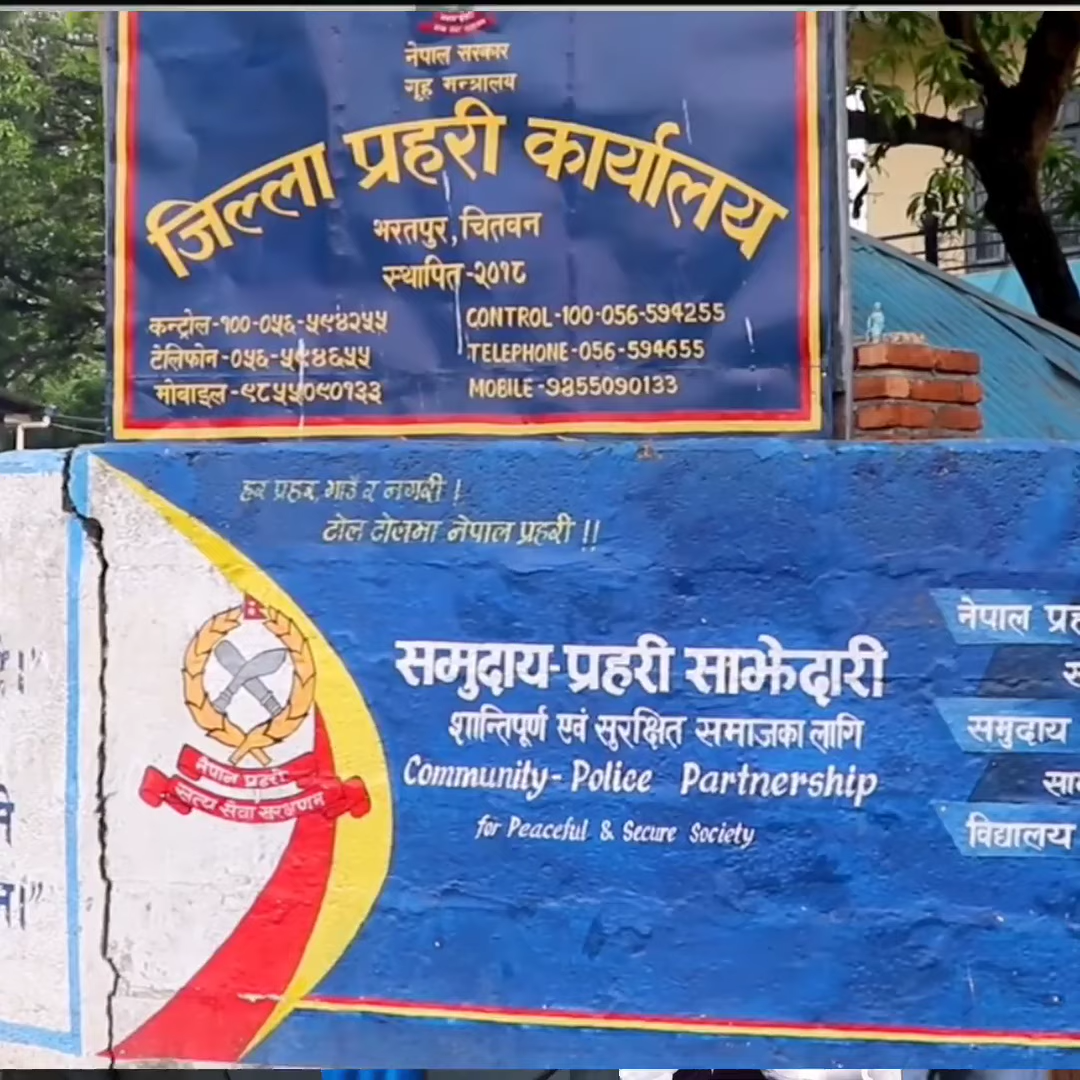 नेपाल सरकार
गृह मन्त्रालय
जिल्ला प्रहरी कार्यालय
भरतपुर, चितवन
स्थापित-२०१८
कन्ट्रोल-१००-०५६-५९४२५५
टेलिफोन-०५६-५९४६५५
मोबाइल-९८५५०९०१३३
CONTROL-100-056-594255
TELEPHONE-056-594655
MOBILE-9855090133
हर प्रहर, गाउँ र नगरी !
टोल टोलमा नेपाल प्रहरी !!
समुदाय-प्रहरी साझेदारी
शान्तिपूर्ण एवं सुरक्षित समाजका लागि
Community-Police Partnership
for Peaceful & Secure Society
नेपाल प्रहरी
सत्य सेवा सुरक्षणम
नेपाल
समुदाय
विद्यालय